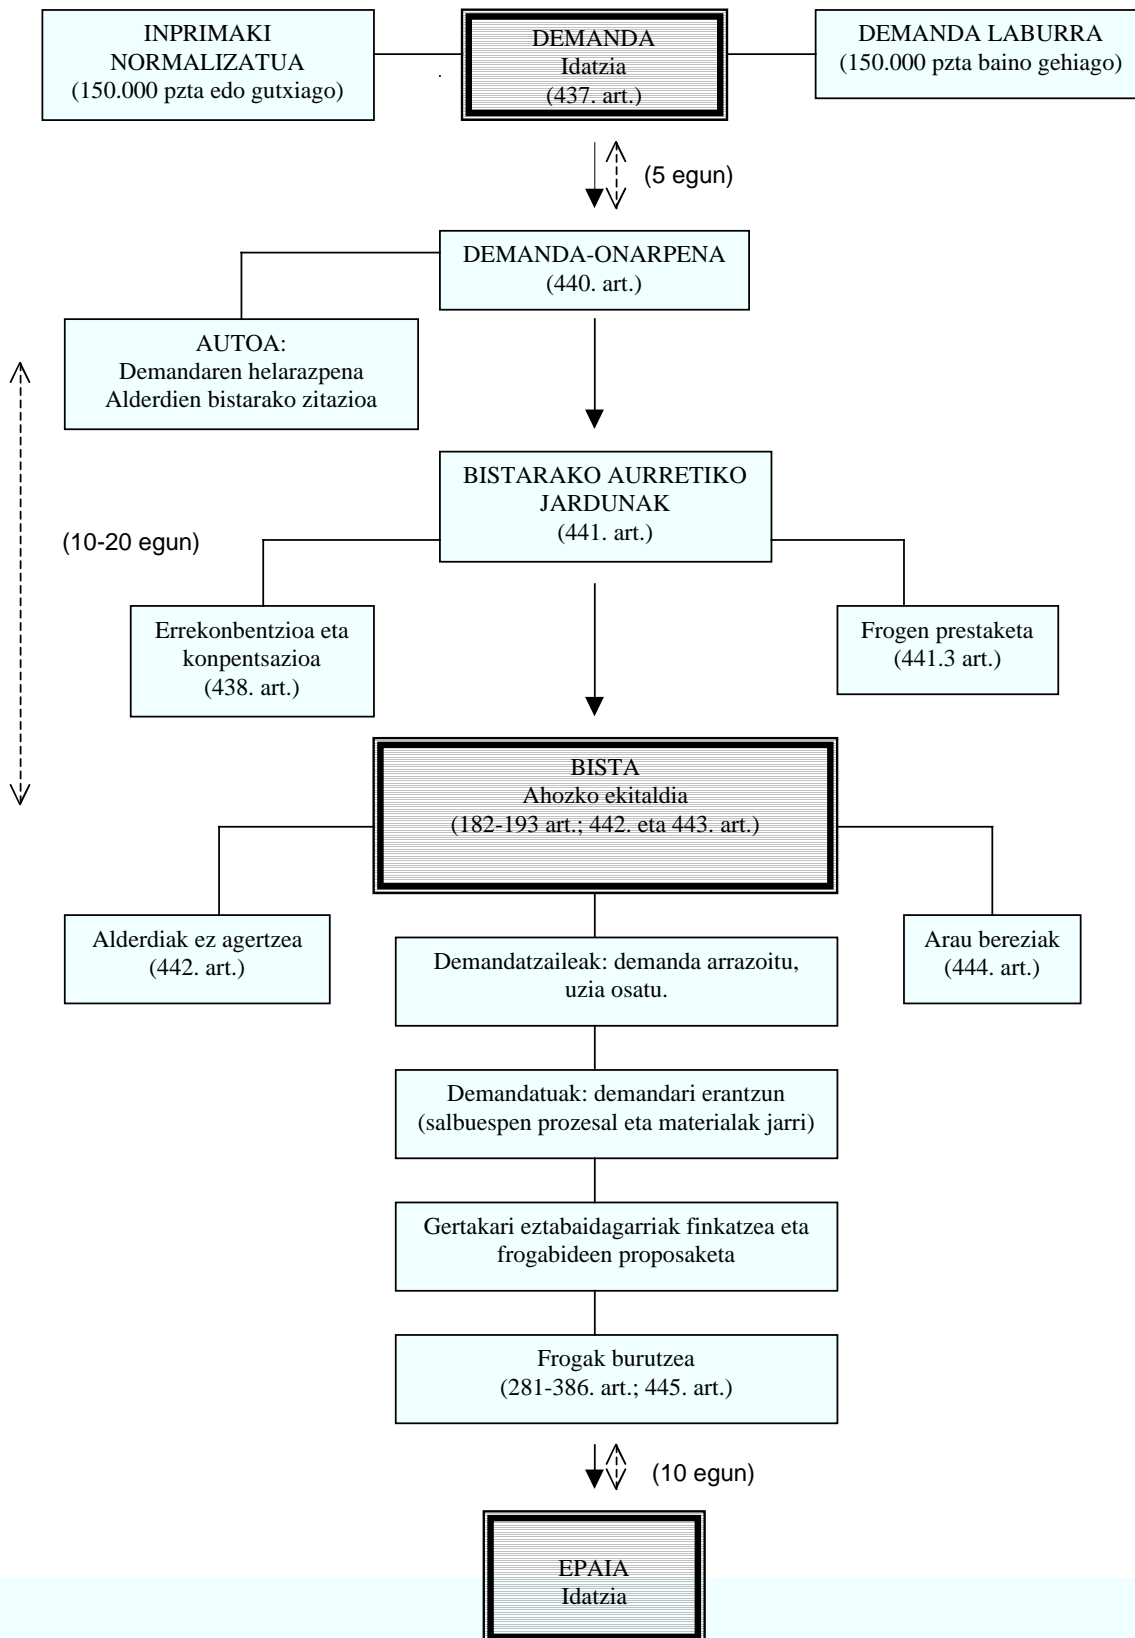 INPRIMAKI
NORMALIZATUA
(150.000 pzta edo gutxiago)
DEMANDA
Idatzia
(437. art.)
DEMANDA LABURRA
(150.000 pzta baino gehiago)
(5 egun)
DEMANDA-ONARPENA
(440. art.)
AUTOA:
Demandaren helarazpena
Alderdien bistarako zitazioa
BISTARAKO AURRETIKO
JARDUNAK
(441. art.)
(10-20 egun)
Errekonbentzioa eta
konpentsazioa
(438. art.)
Frogen prestaketa
(441.3 art.)
BISTA
Ahozko ekitaldia
(182-193 art.; 442. eta 443. art.)
Alderdiak ez agertzea
(442. art.)
Arau bereziak
(444. art.)
Demandatzaileak: demanda arrazoitu,
uzia osatu.
Demandatuak: demandari erantzun
(salbuespen prozesal eta materialak jarri)
Gertakari eztabaidagarriak finkatzea eta
frogabideen proposaketa
Frogak burutzea
(281-386. art.; 445. art.)
(10 egun)
EPAIA
Idatzia